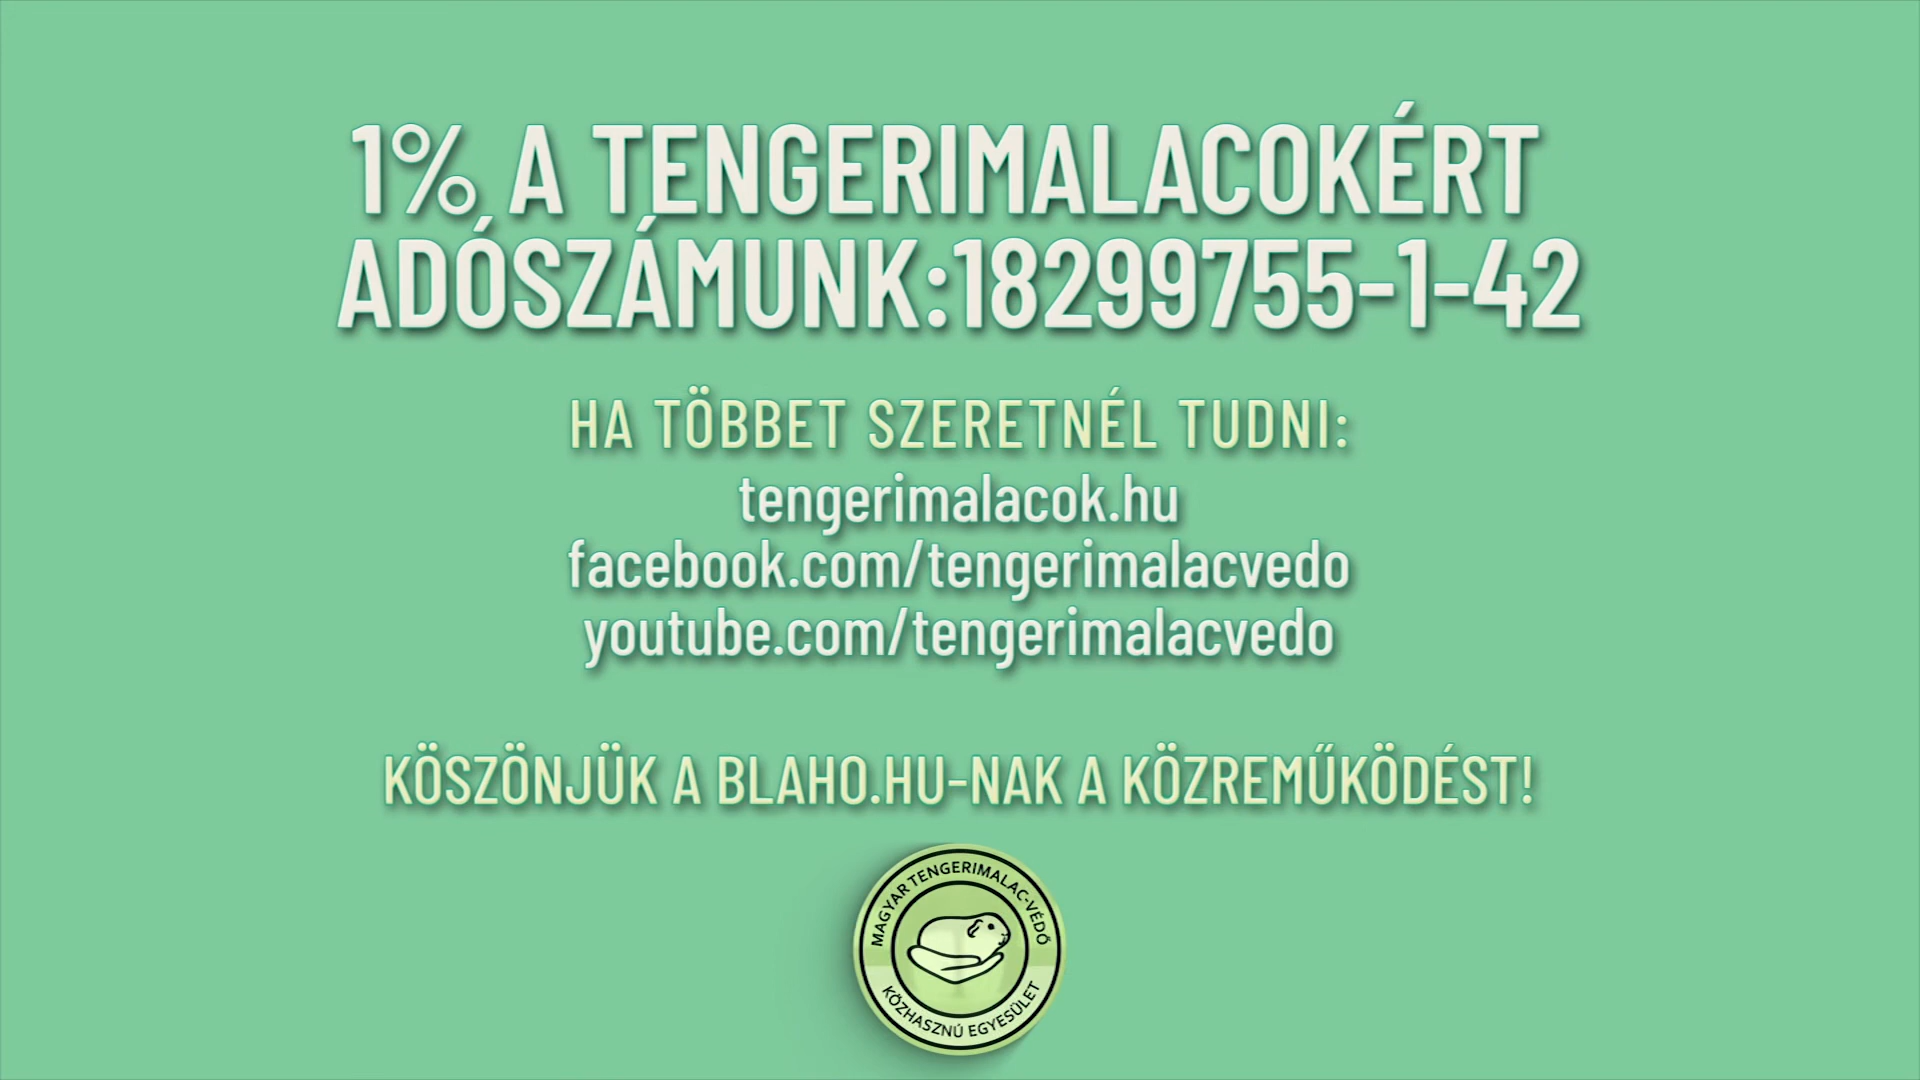 1% A TENGERIMALACOKÉRT
ADÓSZÁMUNK:18299755-1-42
HA TÖBBET SZERETNÉL TUDNI:
tengerimalacok.hu
facebook.com/tengerimalacvedo
youtube.com/tengerimalacvedo
KÖSZÖNJÜK A BLAHO.HU-NAK A KÖZREMŰKÖDÉST!
MAGYAR TENGERIMALAC-VÉDŐ
KÖZHASZNÚ EGYESÜLET